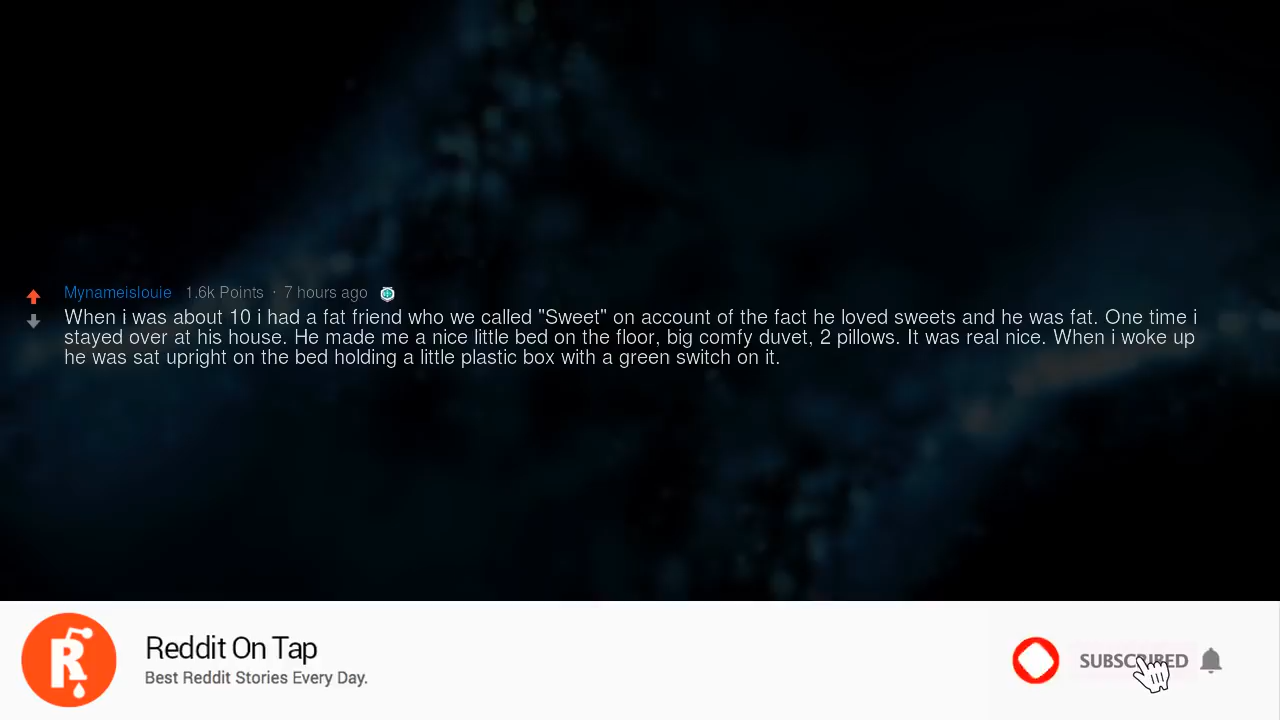 Mynameislouie 1.6k Points · 7 hours ago
When i was about 10 i had a fat friend who we called "Sweet" on account of the fact he loved sweets and he was fat. One time i
stayed over at his house. He made me a nice little bed on the floor, big comfy duvet, 2 pillows. It was real nice. When i woke up
he was sat upright on the bed holding a little plastic box with a green switch on it.
Reddit On Tap
Best Reddit Stories Every Day.
SUBSCRIBED